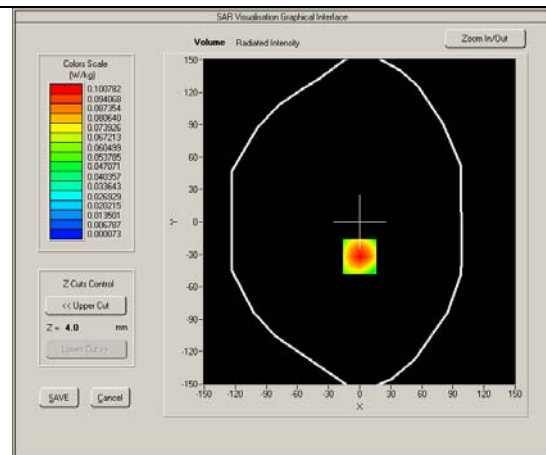 SAR Visualisation Graphical Interface
Volume Radiated Intensity
Zoom In/Out
Colors Scale
(W/kg)
0.100782
0.094068
0.087354
0.080640
0.073926
0.067213
0.060499
0.053785
0.047071
0.040357
0.033643
0.026929
0.020215
0.013501
0.006787
0.000073
Z Cuts Control
<< Upper Cut
Z = 4.0 mm
Lower Cut >>
SAVE Cancel
150
120
90
60
30
0
-30
-60
-90
-120
-150
Y
-150 -120 -90 -60 -30 0 30 60 90 120 150
X